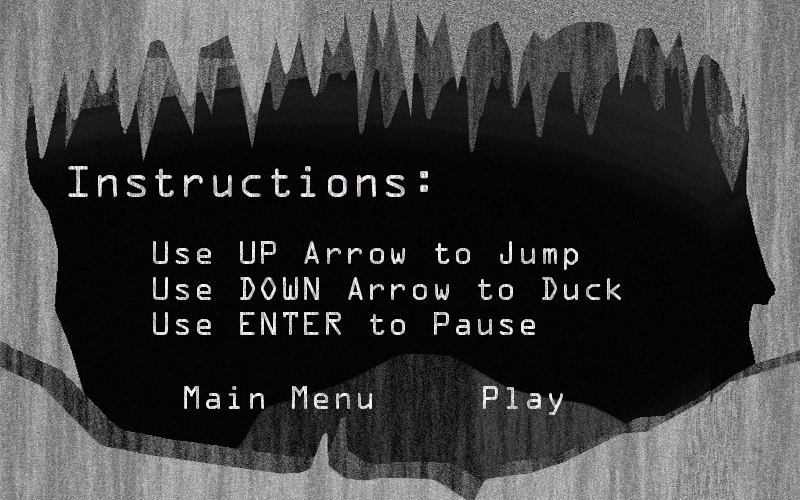 Instructions:
Use UP Arrow to Jump
Use DOWN Arrow to Duck
Use ENTER to Pause
Main Menu Play